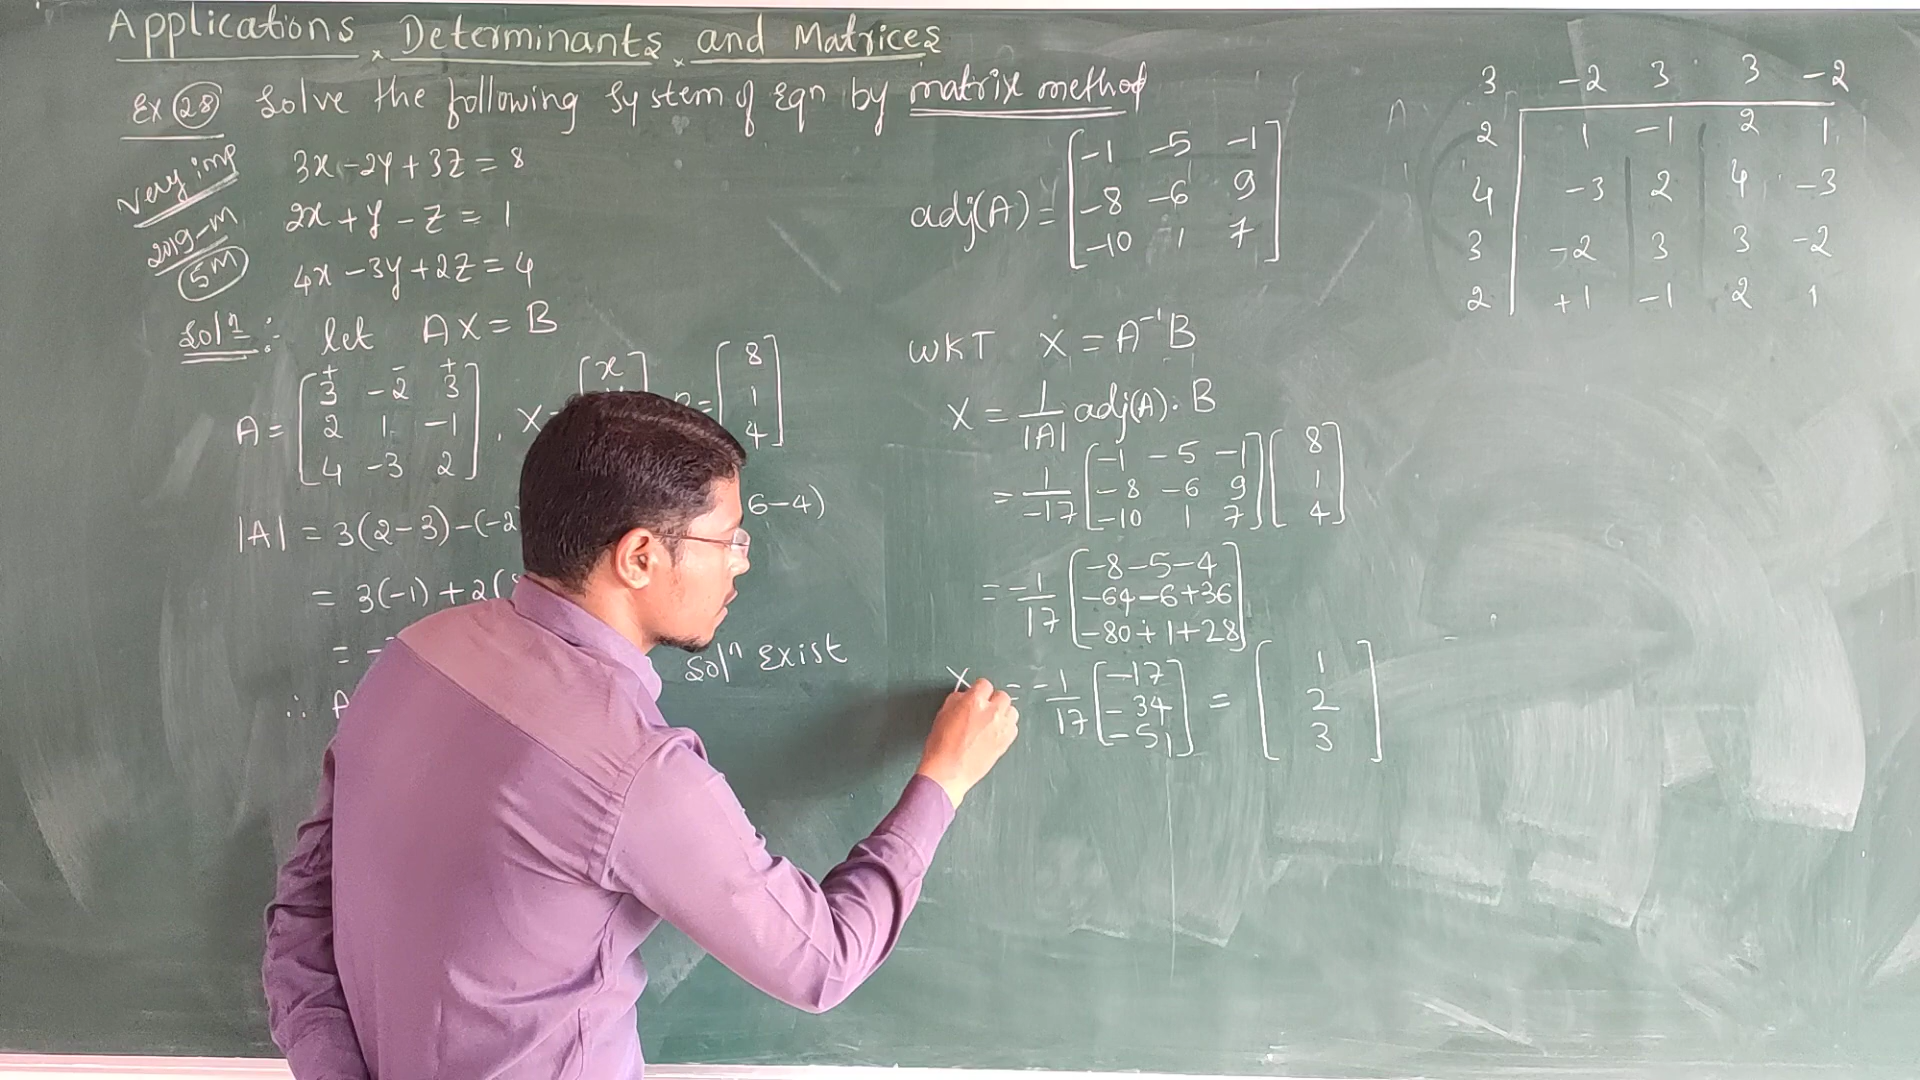 Applications Determinants and Matrices
Ex 28 Solve the following System of Eqn by matrix method
Very imp
2019-M
5M
3x-2y+3z=8
2x+y-z=1
4x-3y+2z=4
Solⁿ: let AX=B
A= [ 3 -2 3
2 1 -1
4 -3 2 ] , X= [ x
= [ 8
1
4 ]
|A| = 3(2-3)-(-2 6-4)
= 3(-1)+2(
= -
∴ A Solⁿ Exist
adj(A)= [ -1 -5 -1
-8 -6 9
-10 1 7 ]
WKT X=A⁻¹B
X = 1/|A| adj(A). B
= 1/-17 [ -1 -5 -1
-8 -6 9
-10 1 7 ] [ 8
1
4 ]
= -1/17 [ -8-5-4
-64-6+36
-80+1+28 ]
X = -1/17 [ -17
-34
-51 ] = [ 1
2
3 ]
3 -2 3 3 -2
2 1 -1 2 1
4 -3 2 4 -3
3 -2 3 3 -2
2 +1 -1 2 1